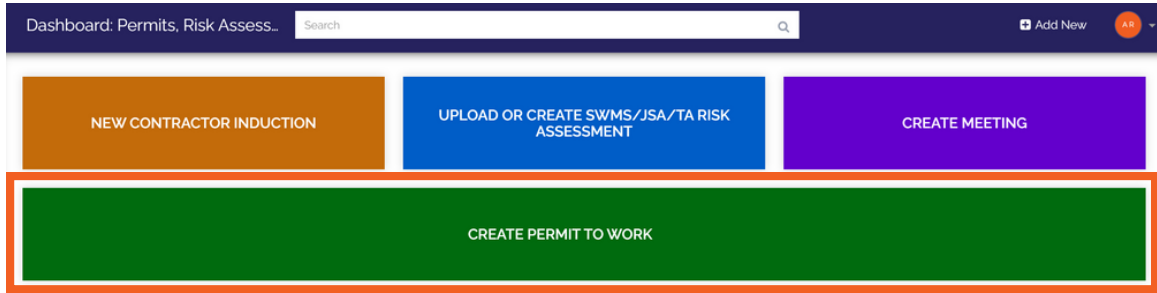 Dashboard: Permits, Risk Assess...
Search
Add New
AR
NEW CONTRACTOR INDUCTION
UPLOAD OR CREATE SWMS/JSA/TA RISK
ASSESSMENT
CREATE MEETING
CREATE PERMIT TO WORK